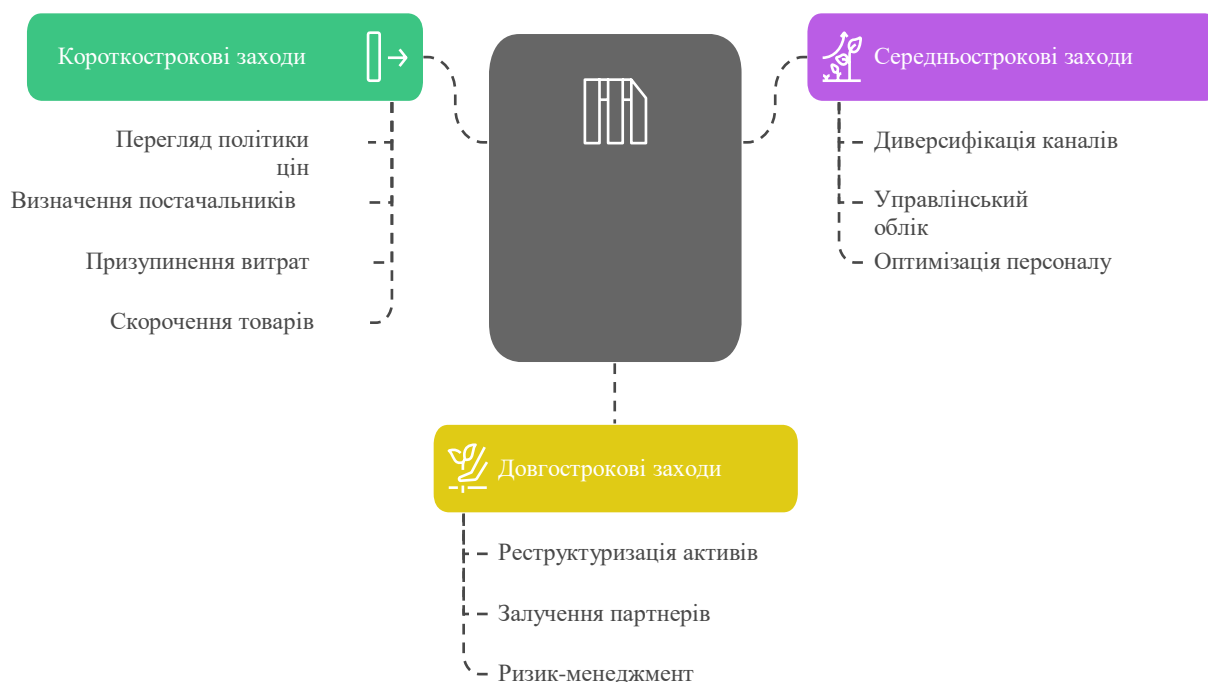 Короткострокові заходи
Перегляд політики
цін
Визначення постачальників
Призупинення витрат
Скорочення товарів
Середньострокові заходи
Диверсифікація каналів
Управлінський
облік
Оптимізація персоналу
Довгострокові заходи
Реструктуризація активів
Залучення партнерів
Ризик-менеджмент